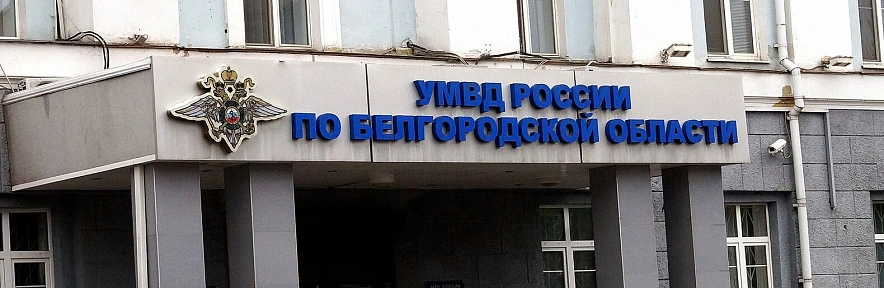 УМВД РОССИИ
ПО БЕЛГОРОДСКОЙ ОБЛАСТИ